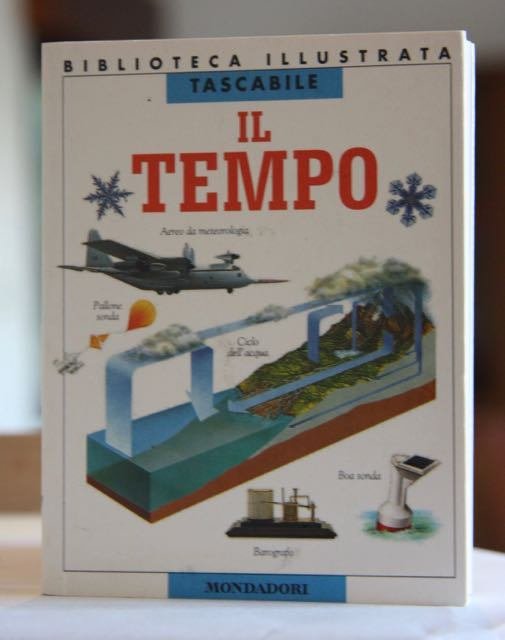 BIBLIOTECA ILLUSTRATA
TASCABILE
IL
TEMPO
Aereo da meteorologia
Pallone
sonda
Ciclo
dell'acqua
Boa sonda
Barografo
MONDADORI